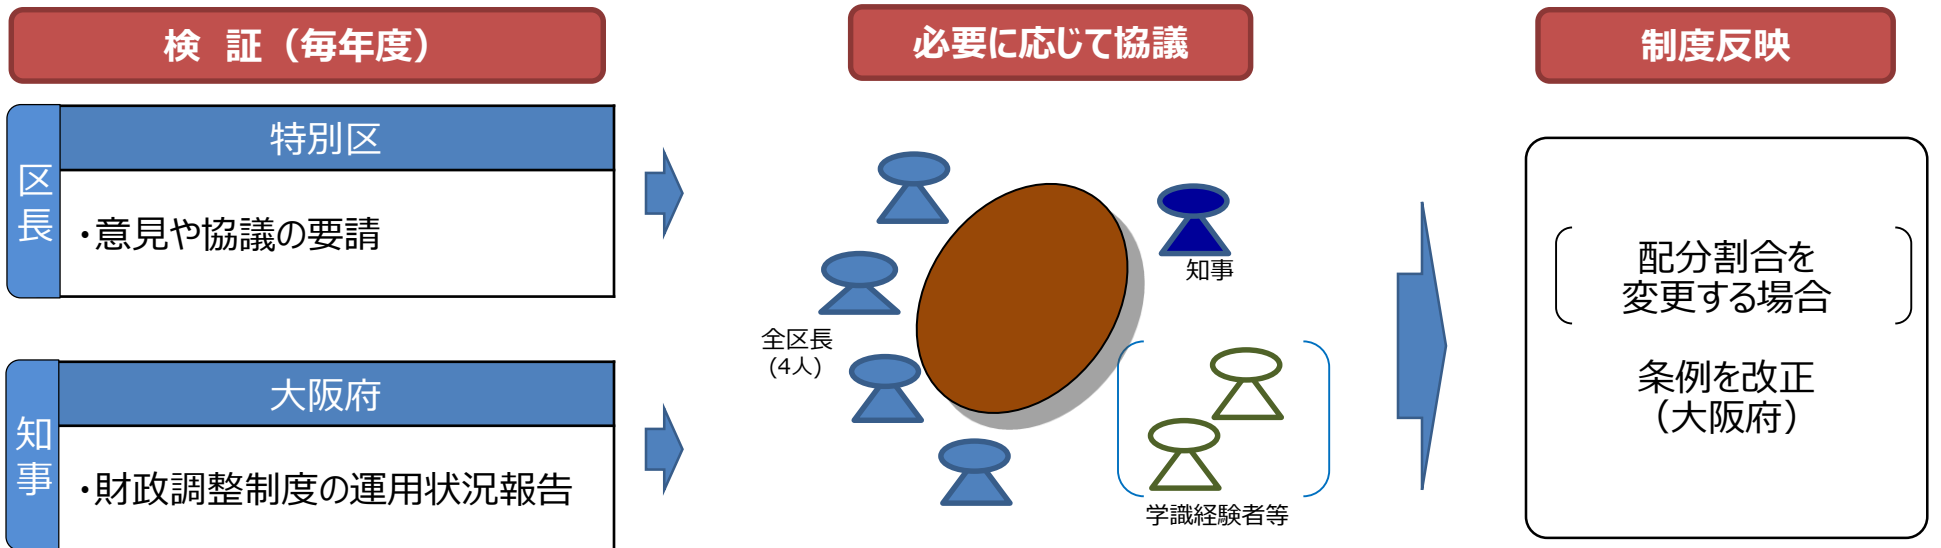 検 証（毎年度）
必要に応じて協議
制度反映
区長
特別区
・意見や協議の要請
知事
大阪府
・財政調整制度の運用状況報告
知事
全区長
(4人)
学識経験者等
配分割合を
変更する場合
条例を改正
（大阪府）